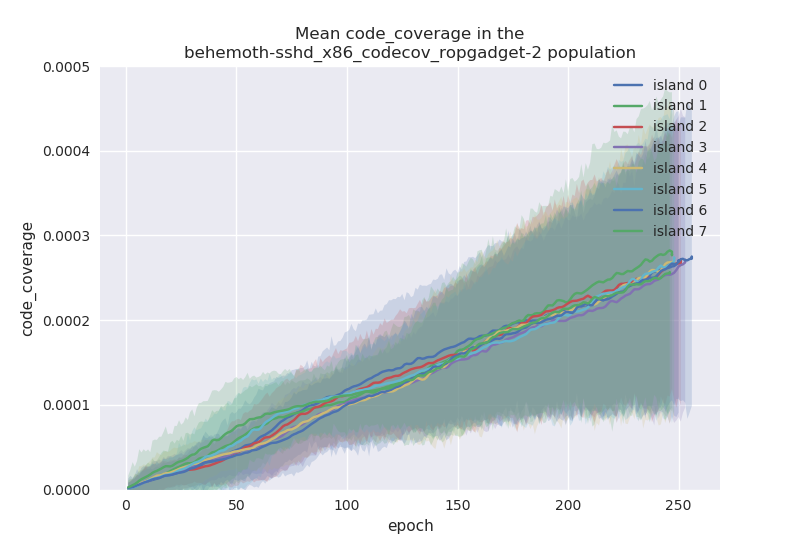 Mean code_coverage in the
behemoth-sshd_x86_codecov_ropgadget-2 population
0.0005
0.0004
0.0003
0.0002
0.0001
0.0000
code_coverage
island 0
island 1
island 2
island 3
island 4
island 5
island 6
island 7
0 50 100 150 200 250
epoch